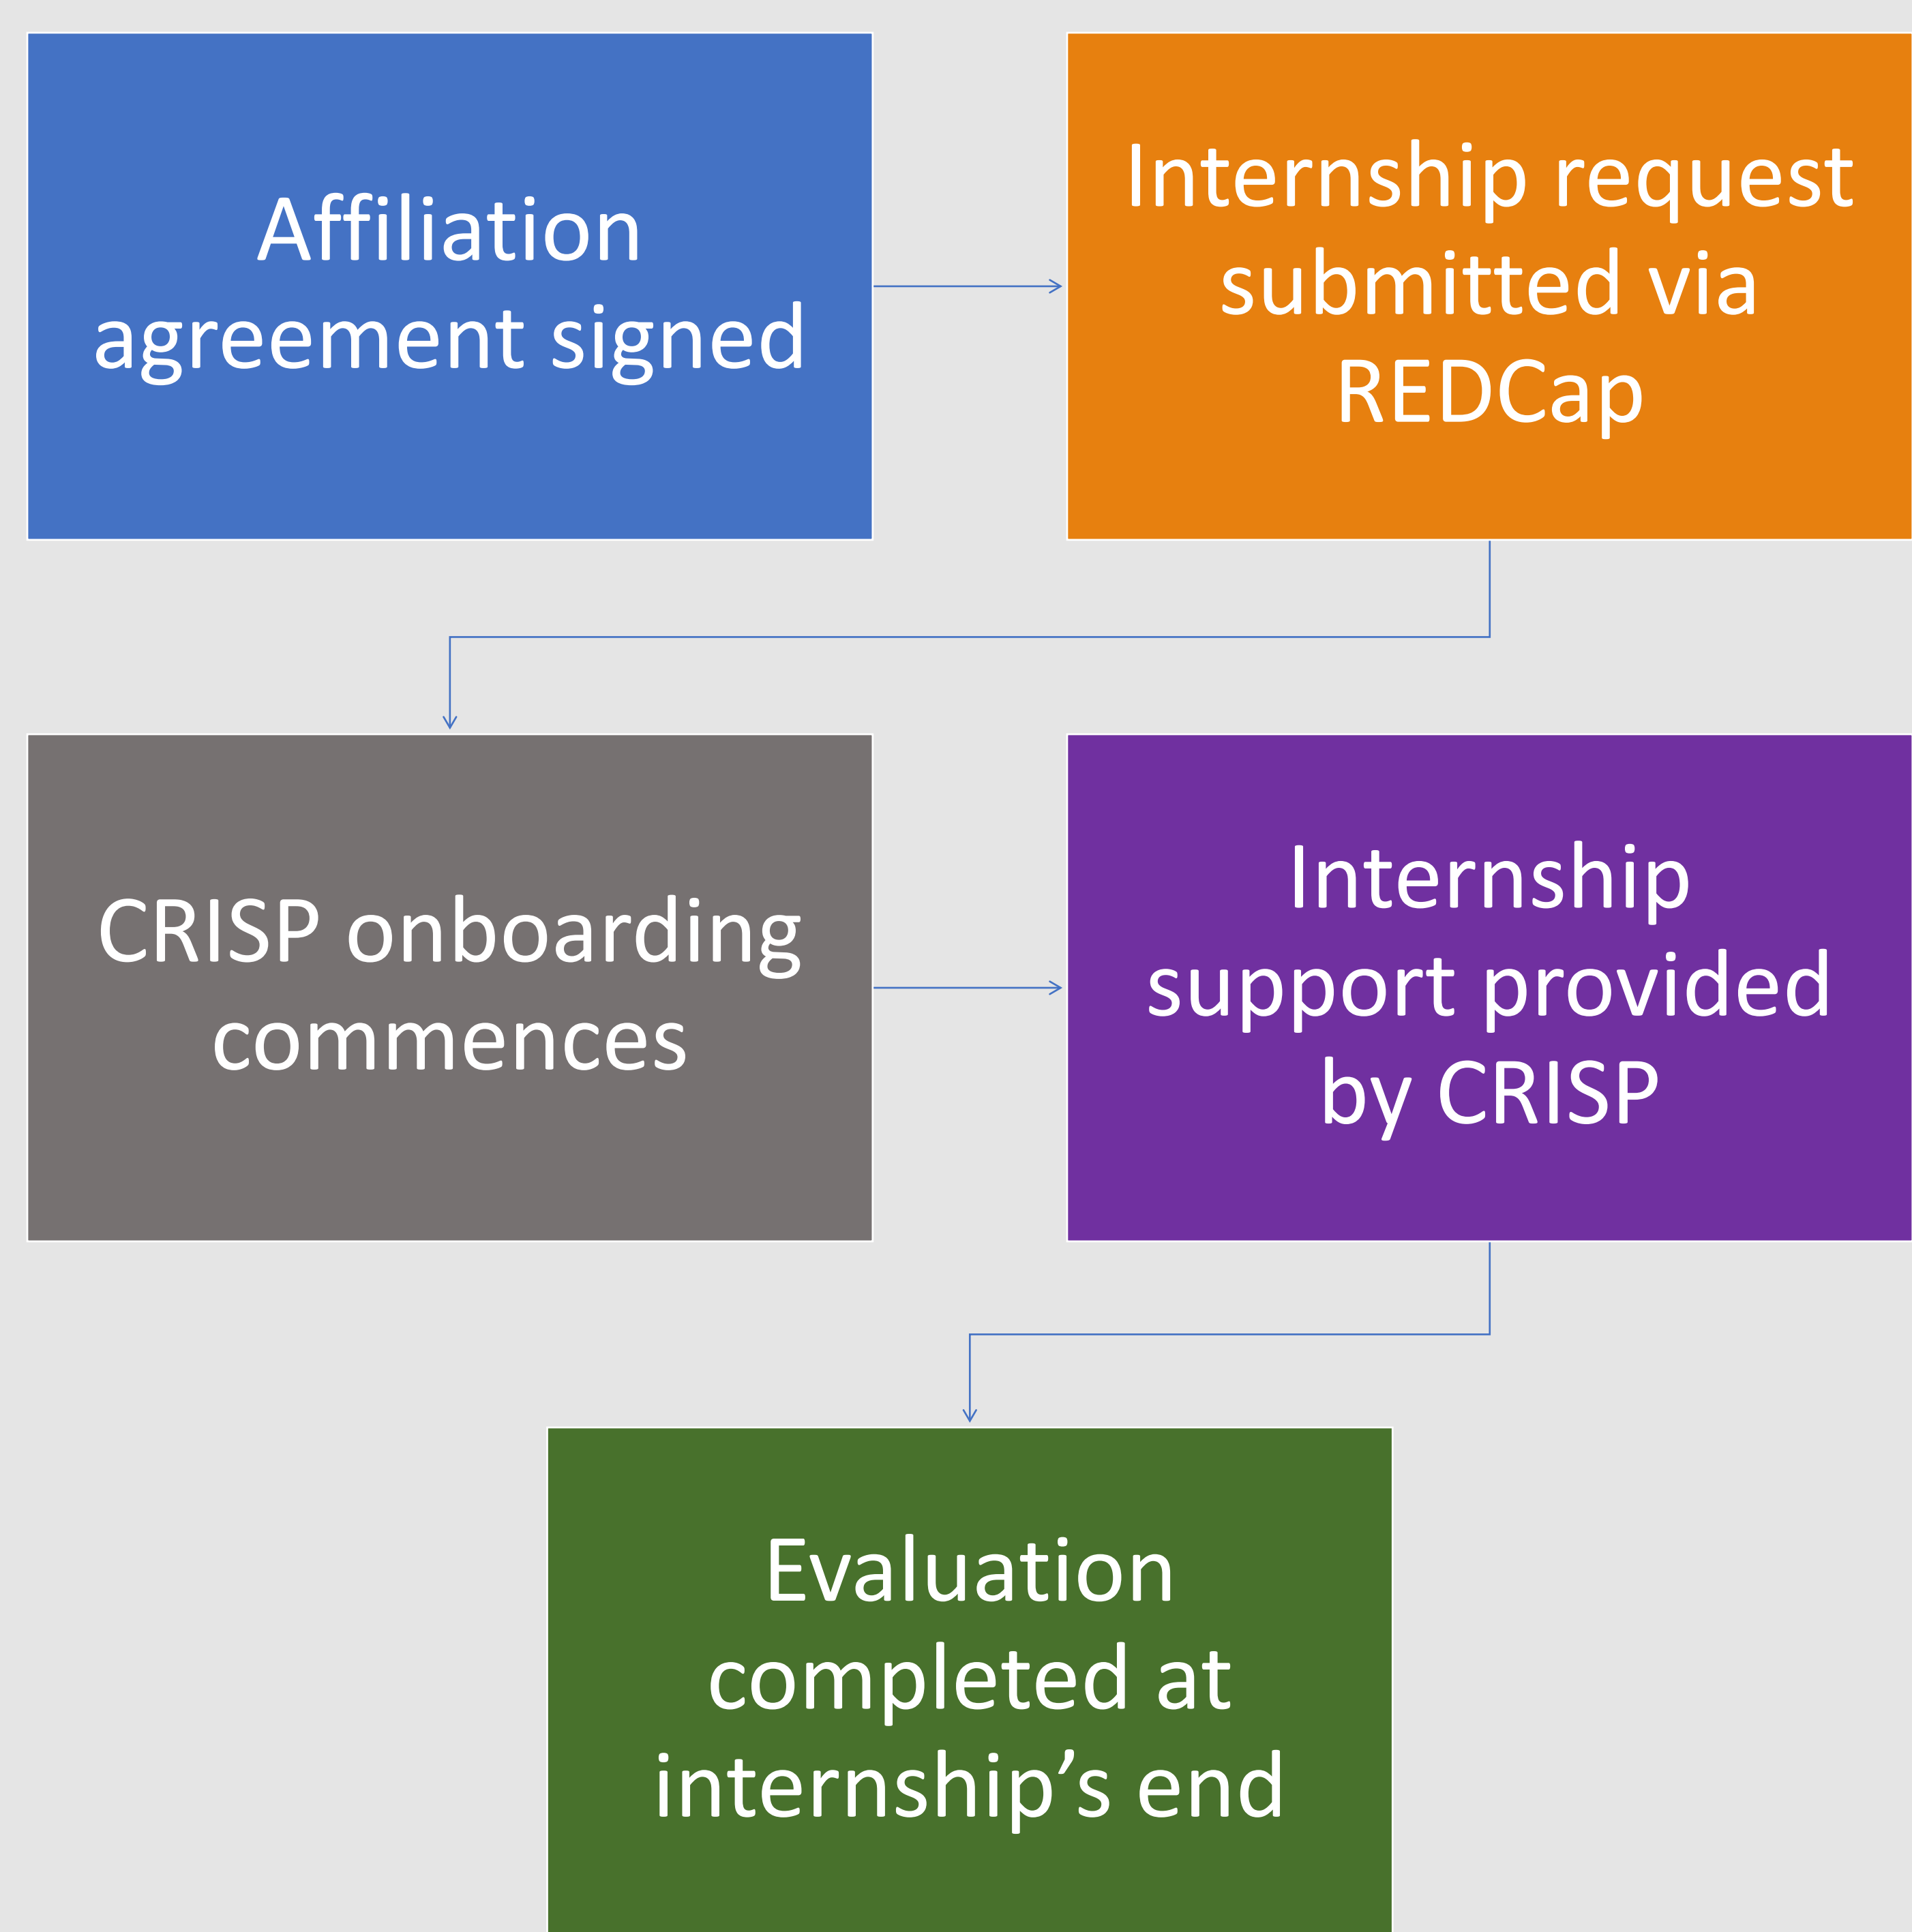 Affiliation
agreement signed
Internship request
submitted via
REDCap
CRISP onboarding
commences
Internship
support provided
by CRISP
Evaluation
completed at
internship’s end